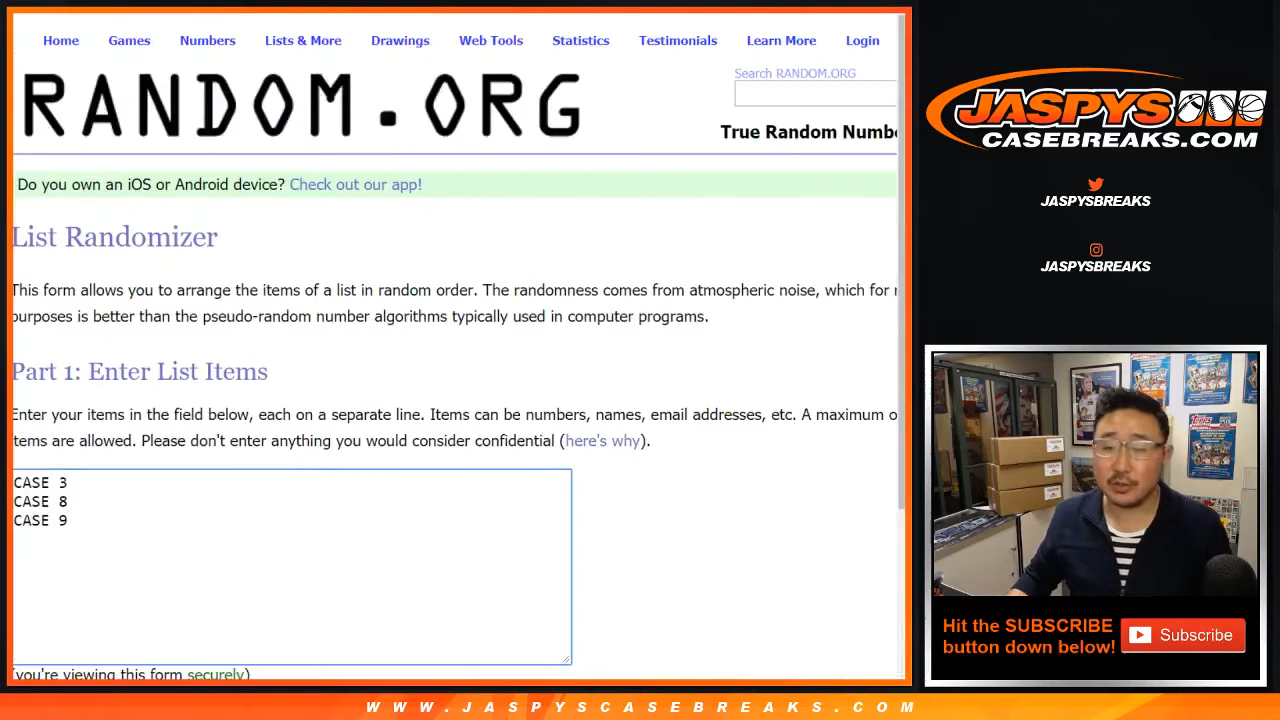 Home Games Numbers Lists & More Drawings Web Tools Statistics Testimonials Learn More Login
RANDOM.ORG
Search RANDOM.ORG
True Random Numbe
Do you own an iOS or Android device? Check out our app!
List Randomizer
This form allows you to arrange the items of a list in random order. The randomness comes from atmospheric noise, which for
purposes is better than the pseudo-random number algorithms typically used in computer programs.
Part 1: Enter List Items
Enter your items in the field below, each on a separate line. Items can be numbers, names, email addresses, etc. A maximum o
items are allowed. Please don't enter anything you would consider confidential (here's why).
CASE 3
CASE 8
CASE 9
(you're viewing this form securely)
JASPYS
CASEBREAKS.COM
JASPYSBREAKS
JASPYSBREAKS
Hit the SUBSCRIBE
button down below!
Subscribe
WWW.JASPYSCASEBREAKS.COM